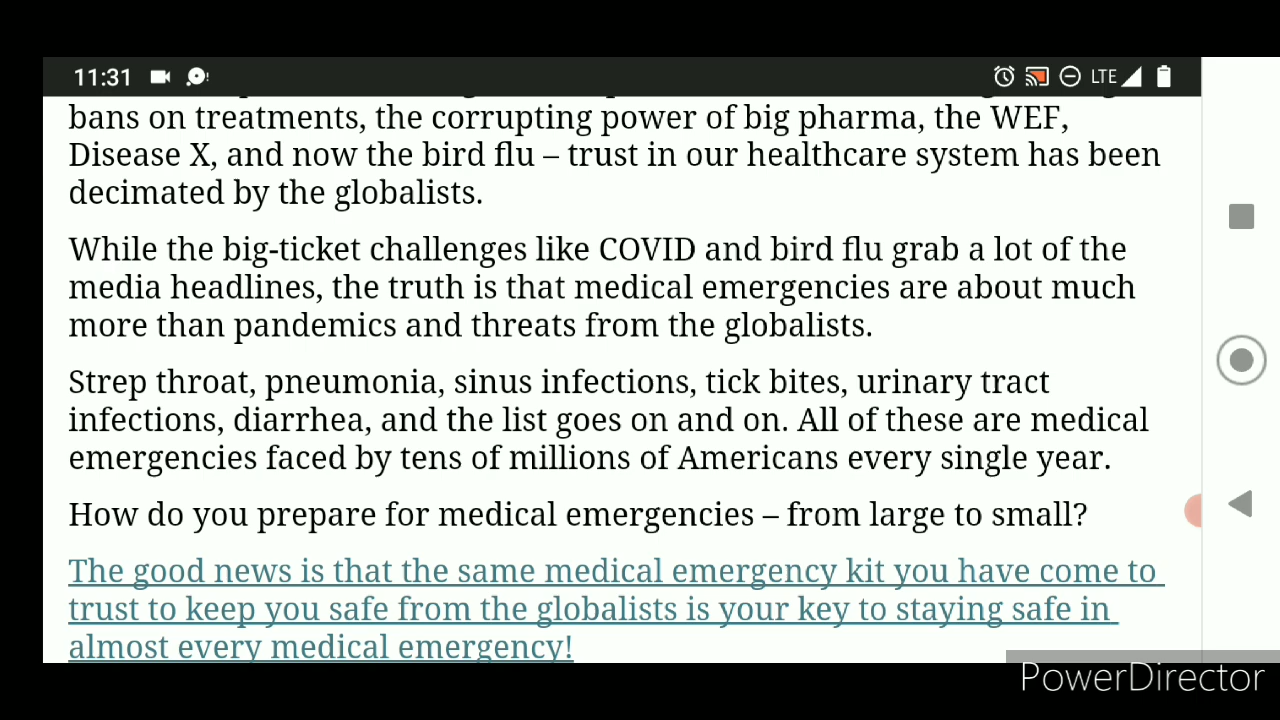 11:31
LTE
bans on treatments, the corrupting power of big pharma, the WEF,
Disease X, and now the bird flu – trust in our healthcare system has been
decimated by the globalists.
While the big-ticket challenges like COVID and bird flu grab a lot of the
media headlines, the truth is that medical emergencies are about much
more than pandemics and threats from the globalists.
Strep throat, pneumonia, sinus infections, tick bites, urinary tract
infections, diarrhea, and the list goes on and on. All of these are medical
emergencies faced by tens of millions of Americans every single year.
How do you prepare for medical emergencies – from large to small?
The good news is that the same medical emergency kit you have come to
trust to keep you safe from the globalists is your key to staying safe in
almost every medical emergency!
PowerDirector